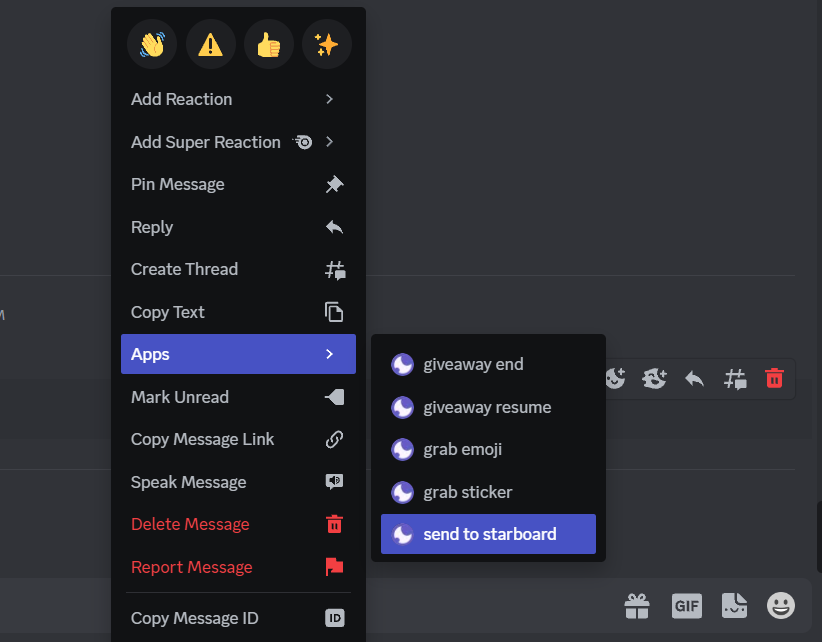 Add Reaction
Add Super Reaction
Pin Message
Reply
Create Thread
Copy Text
Apps
Mark Unread
Copy Message Link
Speak Message
Delete Message
Report Message
Copy Message ID
ID
giveaway end
giveaway resume
grab emoji
grab sticker
send to starboard
GIF